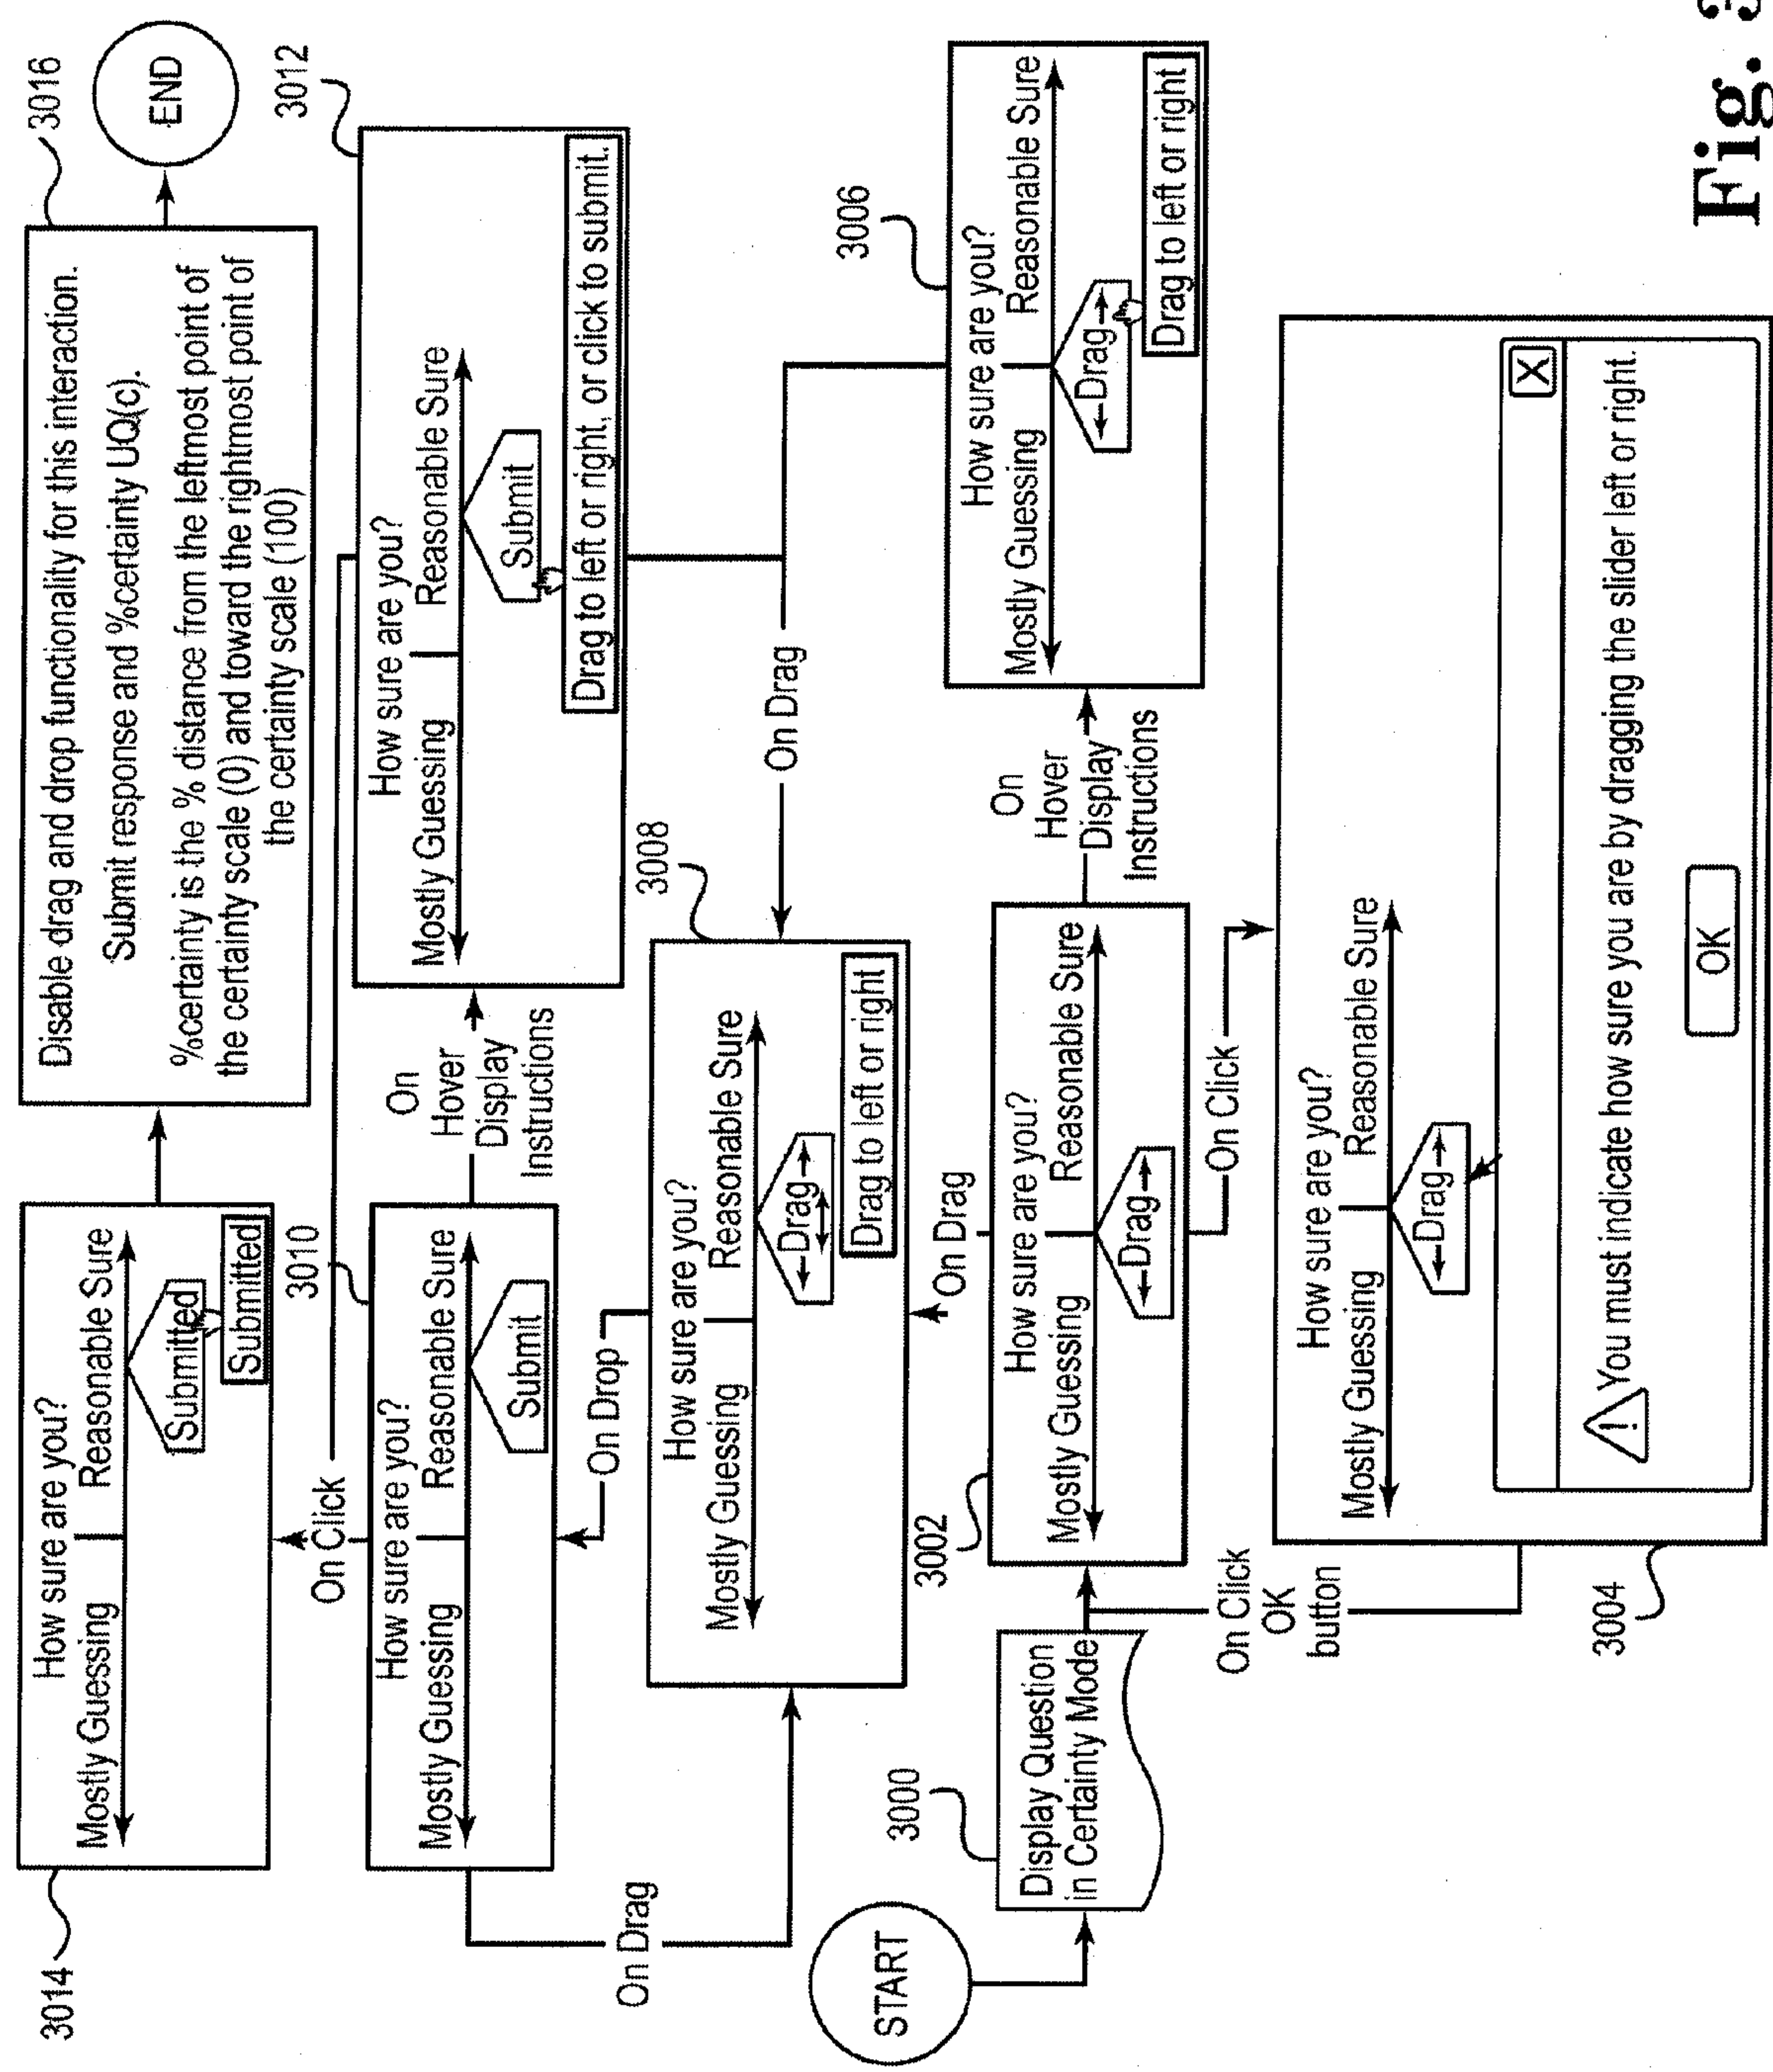 3014
How sure are you?
Mostly Guessing Reasonable Sure
Submitted
Submitted
3016
Disable drag and drop functionality for this interaction.
Submit response and %certainty UQ(c).
%certainty is the % distance from the leftmost point of
the certainty scale (0) and toward the rightmost point of
the certainty scale (100)
END
On Click
3010
How sure are you?
Mostly Guessing Reasonable Sure
Submit
On
Hover
Display
Instructions
3012
How sure are you?
Mostly Guessing Reasonable Sure
Submit
Drag to left or right, or click to submit.
On Drag
On Drop
3008
How sure are you?
Mostly Guessing Reasonable Sure
Drag
Drag to left or right
On Drag
START
3000
Display Question
in Certainty Mode
On Drag
3002
How sure are you?
Mostly Guessing Reasonable Sure
Drag
On
Hover
Display
Instructions
3006
How sure are you?
Mostly Guessing Reasonable Sure
Drag
Drag to left or right
On Click
OK
button
On Click
3004
How sure are you?
Mostly Guessing Reasonable Sure
Drag
X
! You must indicate how sure you are by dragging the slider left or right.
OK
Fig.